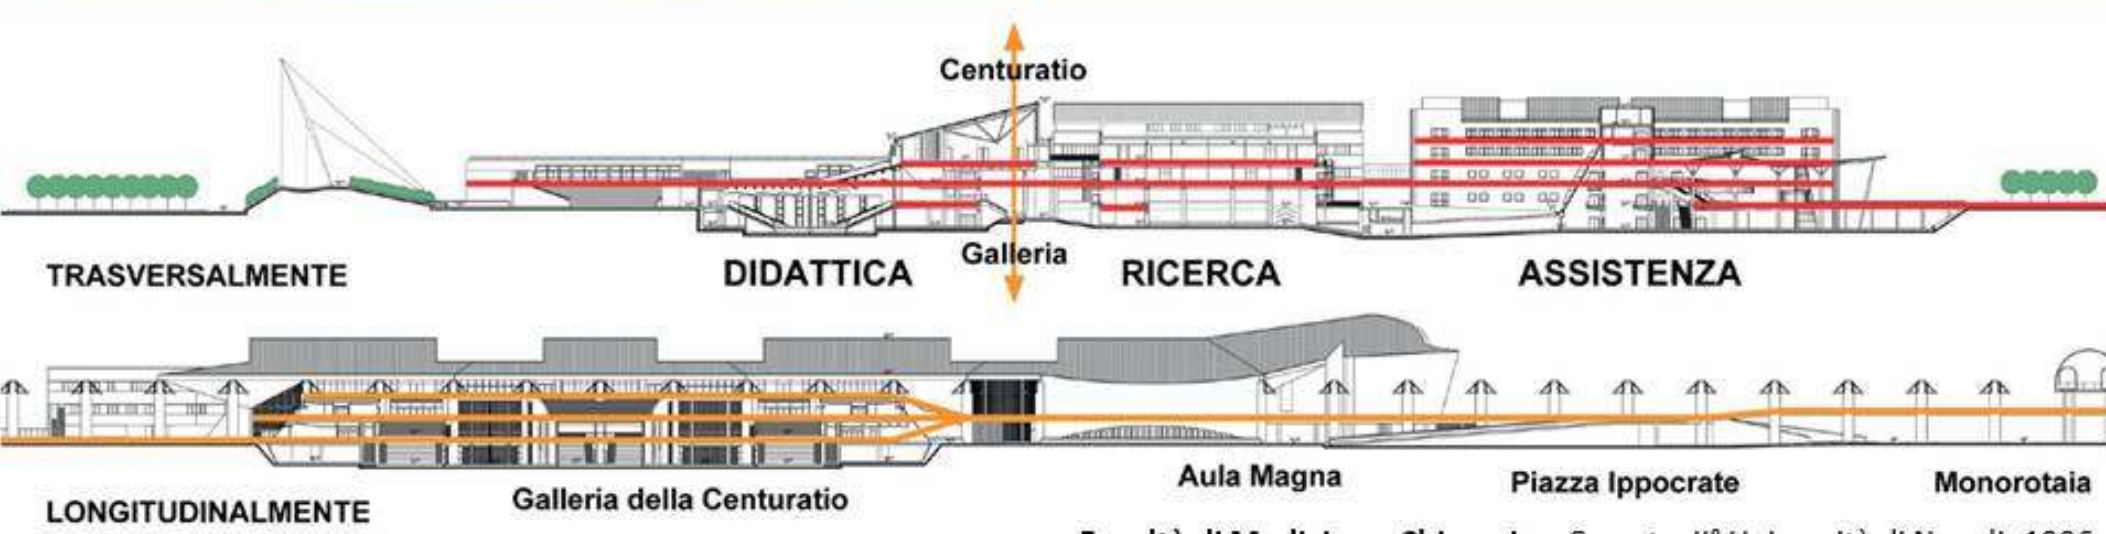 Centuratio
Galleria
TRASVERSALMENTE
DIDATTICA
RICERCA
ASSISTENZA
Aula Magna
Piazza Ippocrate
Monorotaia
Galleria della Centuratio
LONGITUDINALMENTE